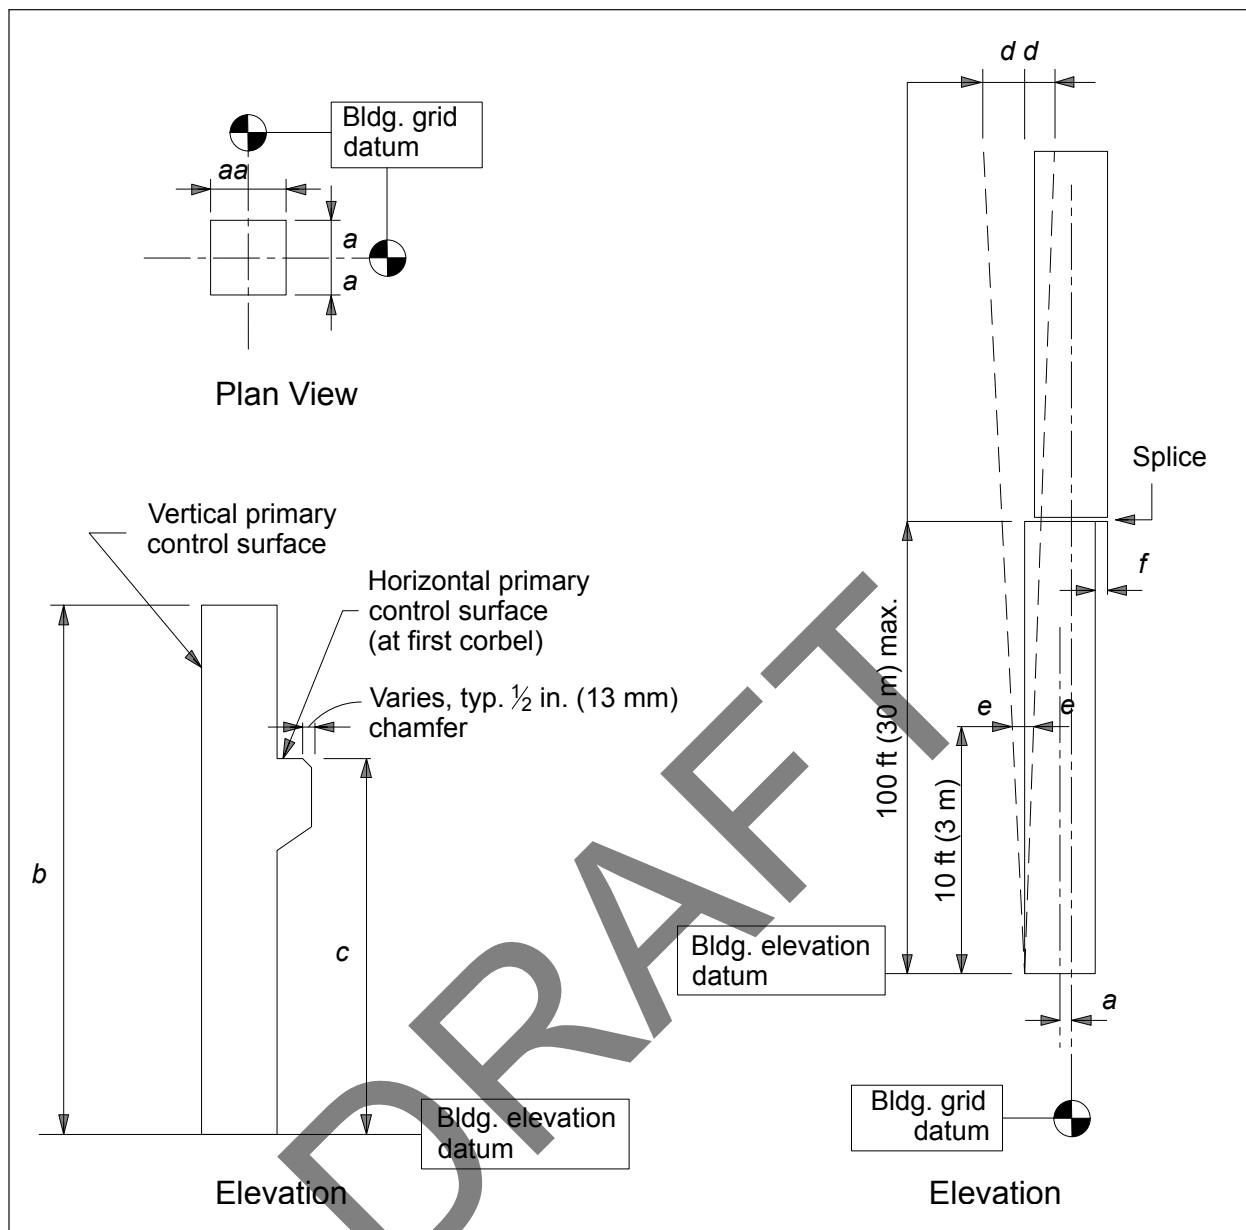 Bldg. grid
datum
aa
a
a
Plan View
Vertical primary
control surface
Horizontal primary
control surface
(at first corbel)
Varies, typ. ½ in. (13 mm)
chamfer
b
c
Bldg. elevation
datum
Elevation
d d
Splice
f
100 ft (30 m) max.
e e
10 ft (3 m)
Bldg. elevation
datum
a
Bldg. grid
datum
Elevation
DRAFT